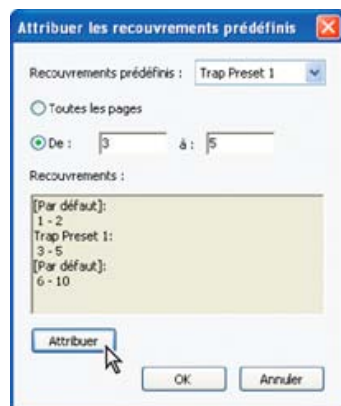 Attribuer les recouvrements prédéfinis
Recouvrements prédéfinis : Trap Preset 1
Toutes les pages
De : 3 à : 5
Recouvrements :
[Par défaut]:
1 - 2
Trap Preset 1:
3 - 5
[Par défaut]:
6 - 10
Attribuer
OK Annuler